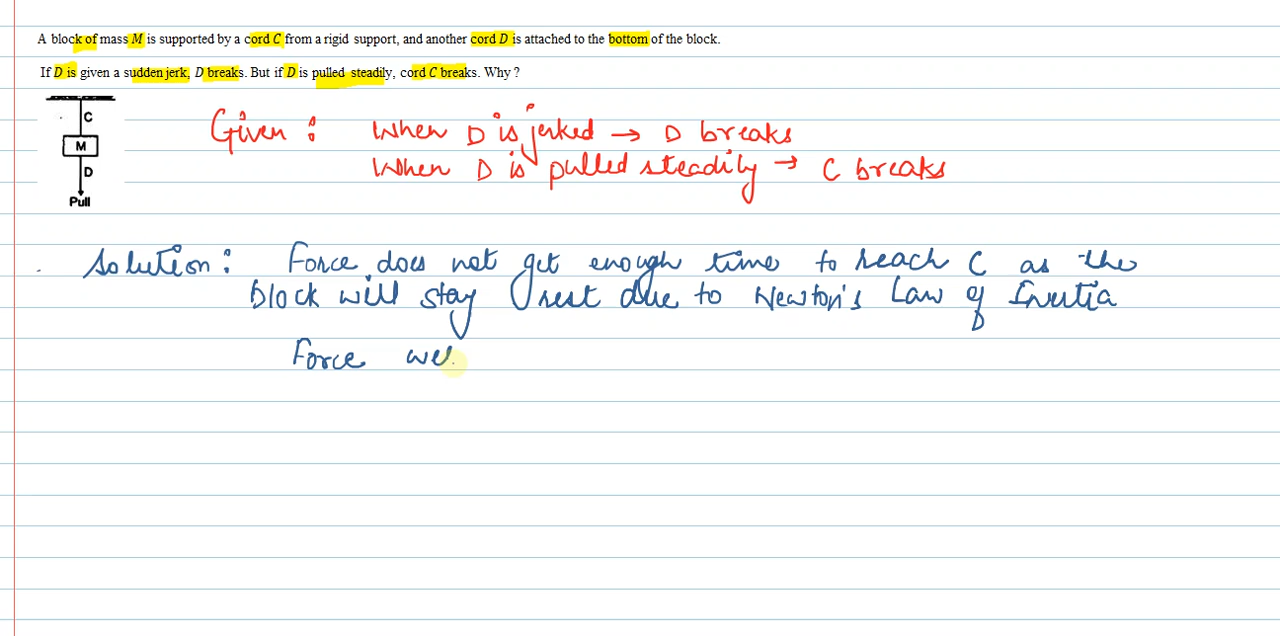 A block of mass M is supported by a cord C from a rigid support, and another cord D is attached to the bottom of the block.
If D is given a sudden jerk, D breaks. But if D is pulled steadily, cord C breaks. Why ?
C
M
D
Pull
Given : When D is jerked → D breaks
When D is pulled steadily → C breaks
Solution : Force does not get enough time to reach C as the
block will stay rest due to Newton's Law of Inertia
Force